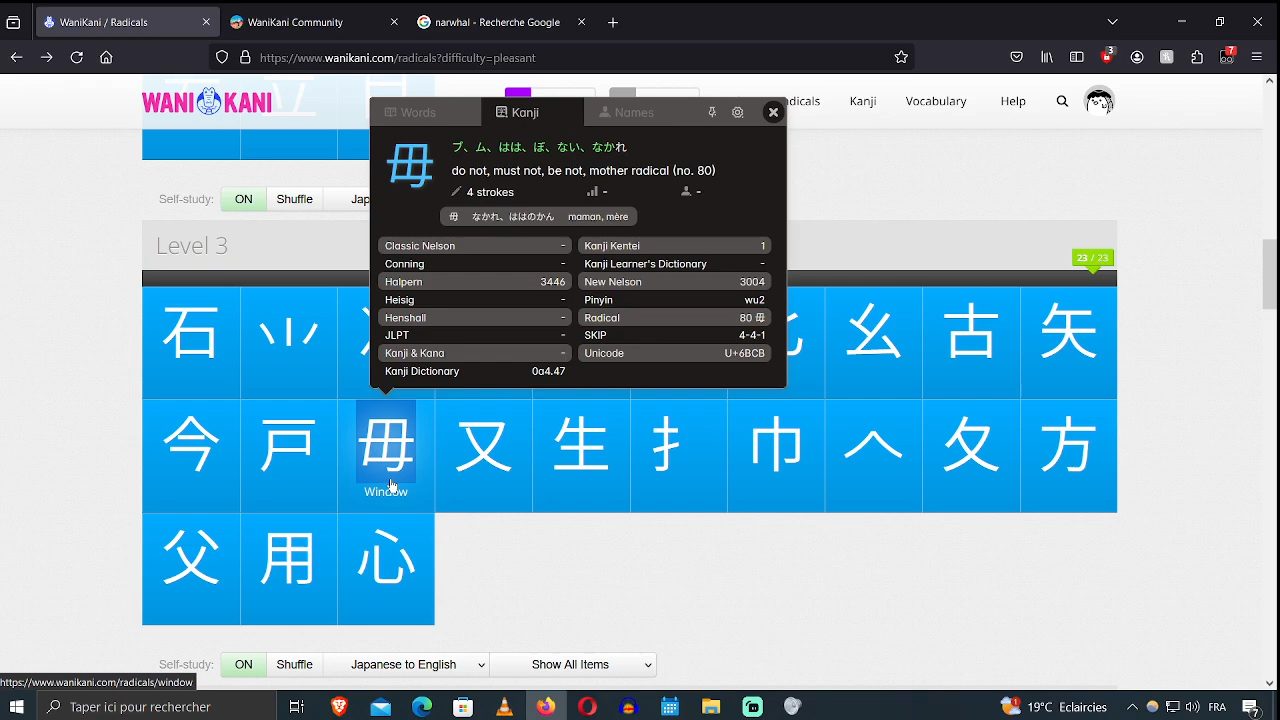 WaniKani / Radicals
WaniKani Community
narwhal - Recherche Google
https://www.wanikani.com/radicals?difficulty=pleasant
3
7
WANI KANI
Kanji
Vocabulary
Help
Words
Kanji
Names
ブ、ム、はは、ぼ、ない、なかれ
毋
do not, must not, be not, mother radical (no. 80)
4 strokes
-
-
毋 なかれ、ははのかん maman, mère
Classic Nelson -
Kanji Kentei 1
Conning -
Kanji Learner's Dictionary -
Halpern 3446
New Nelson 3004
Heisig -
Pinyin wu2
Henshall -
Radical 80 毋
JLPT -
SKIP 4-4-1
Kanji & Kana -
Unicode U+6BCB
Kanji Dictionary 0a4.47
Self-study: ON Shuffle
Level 3
23 / 23
石 幺 古 矢
今 戸 毋 又 生 扌 巾 𠆢 夂 方
Window
父 用 心
Self-study: ON Shuffle Japanese to English Show All Items
https://www.wanikani.com/radicals/window
Taper ici pour rechercher
19°C Eclaircies
FRA
7